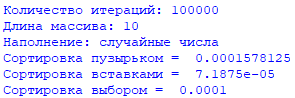 Количество итераций: 100000
Длина массива: 10
Наполнение: случайные числа
Сортировка пузырьком =  0.0001578125
Сортировка вставками =  7.1875e-05
Сортировка выбором =  0.0001